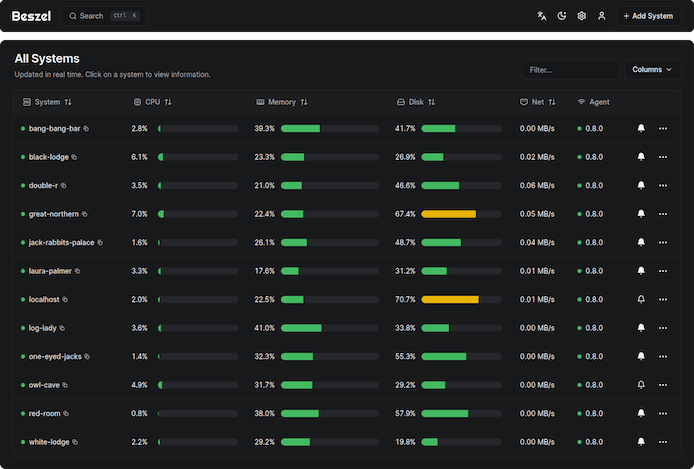 Beszel Search Ctrl K + Add System
All Systems
Updated in real time. Click on a system to view information.
Filter... Columns
System CPU Memory Disk Net Agent
bang-bang-bar 2.8% 39.3% 41.7% 0.00 MB/s 0.8.0
black-lodge 6.1% 23.3% 26.9% 0.02 MB/s 0.8.0
double-r 3.5% 21.0% 46.6% 0.06 MB/s 0.8.0
great-northern 7.0% 22.4% 67.4% 0.05 MB/s 0.8.0
jack-rabbits-palace 1.6% 26.1% 48.7% 0.04 MB/s 0.8.0
laura-palmer 3.3% 17.6% 31.2% 0.01 MB/s 0.8.0
localhost 2.0% 22.5% 70.7% 0.01 MB/s 0.8.0
log-lady 3.6% 41.0% 33.8% 0.00 MB/s 0.8.0
one-eyed-jacks 1.4% 32.3% 55.3% 0.00 MB/s 0.8.0
owl-cave 4.9% 31.7% 29.2% 0.00 MB/s 0.8.0
red-room 0.8% 38.0% 57.9% 0.00 MB/s 0.8.0
white-lodge 2.2% 29.2% 19.8% 0.00 MB/s 0.8.0